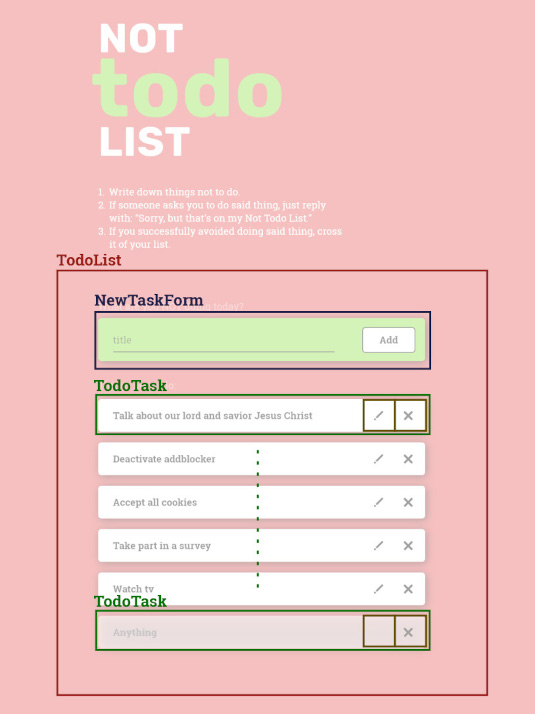 NOT
todo
LIST
1. Write down things not to do.
2. If someone asks you to do said thing, just reply
with: "Sorry, but that's on my Not Todo List."
3. If you successfully avoided doing said thing, cross
it of your list.
TodoList
NewTaskForm
today?
title
Add
TodoTask
Talk about our lord and savior Jesus Christ
Deactivate addblocker
Accept all cookies
Take part in a survey
Watch tv
TodoTask
Anything